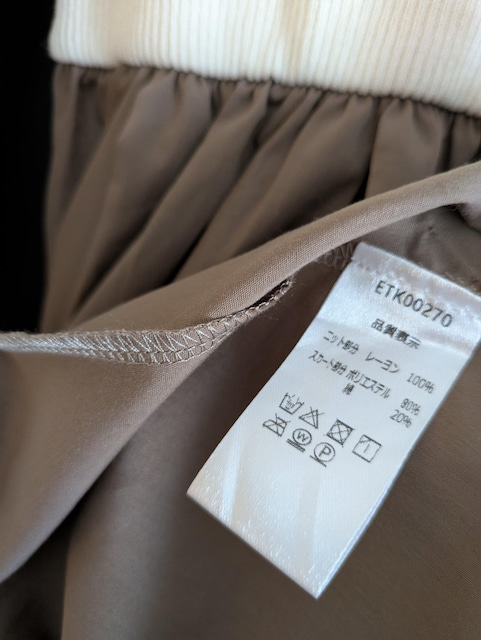 ETK00270
品質表示
ニット部分 レーヨン 100%
スカート部分 ポリエステル 80%
綿 20%
W P